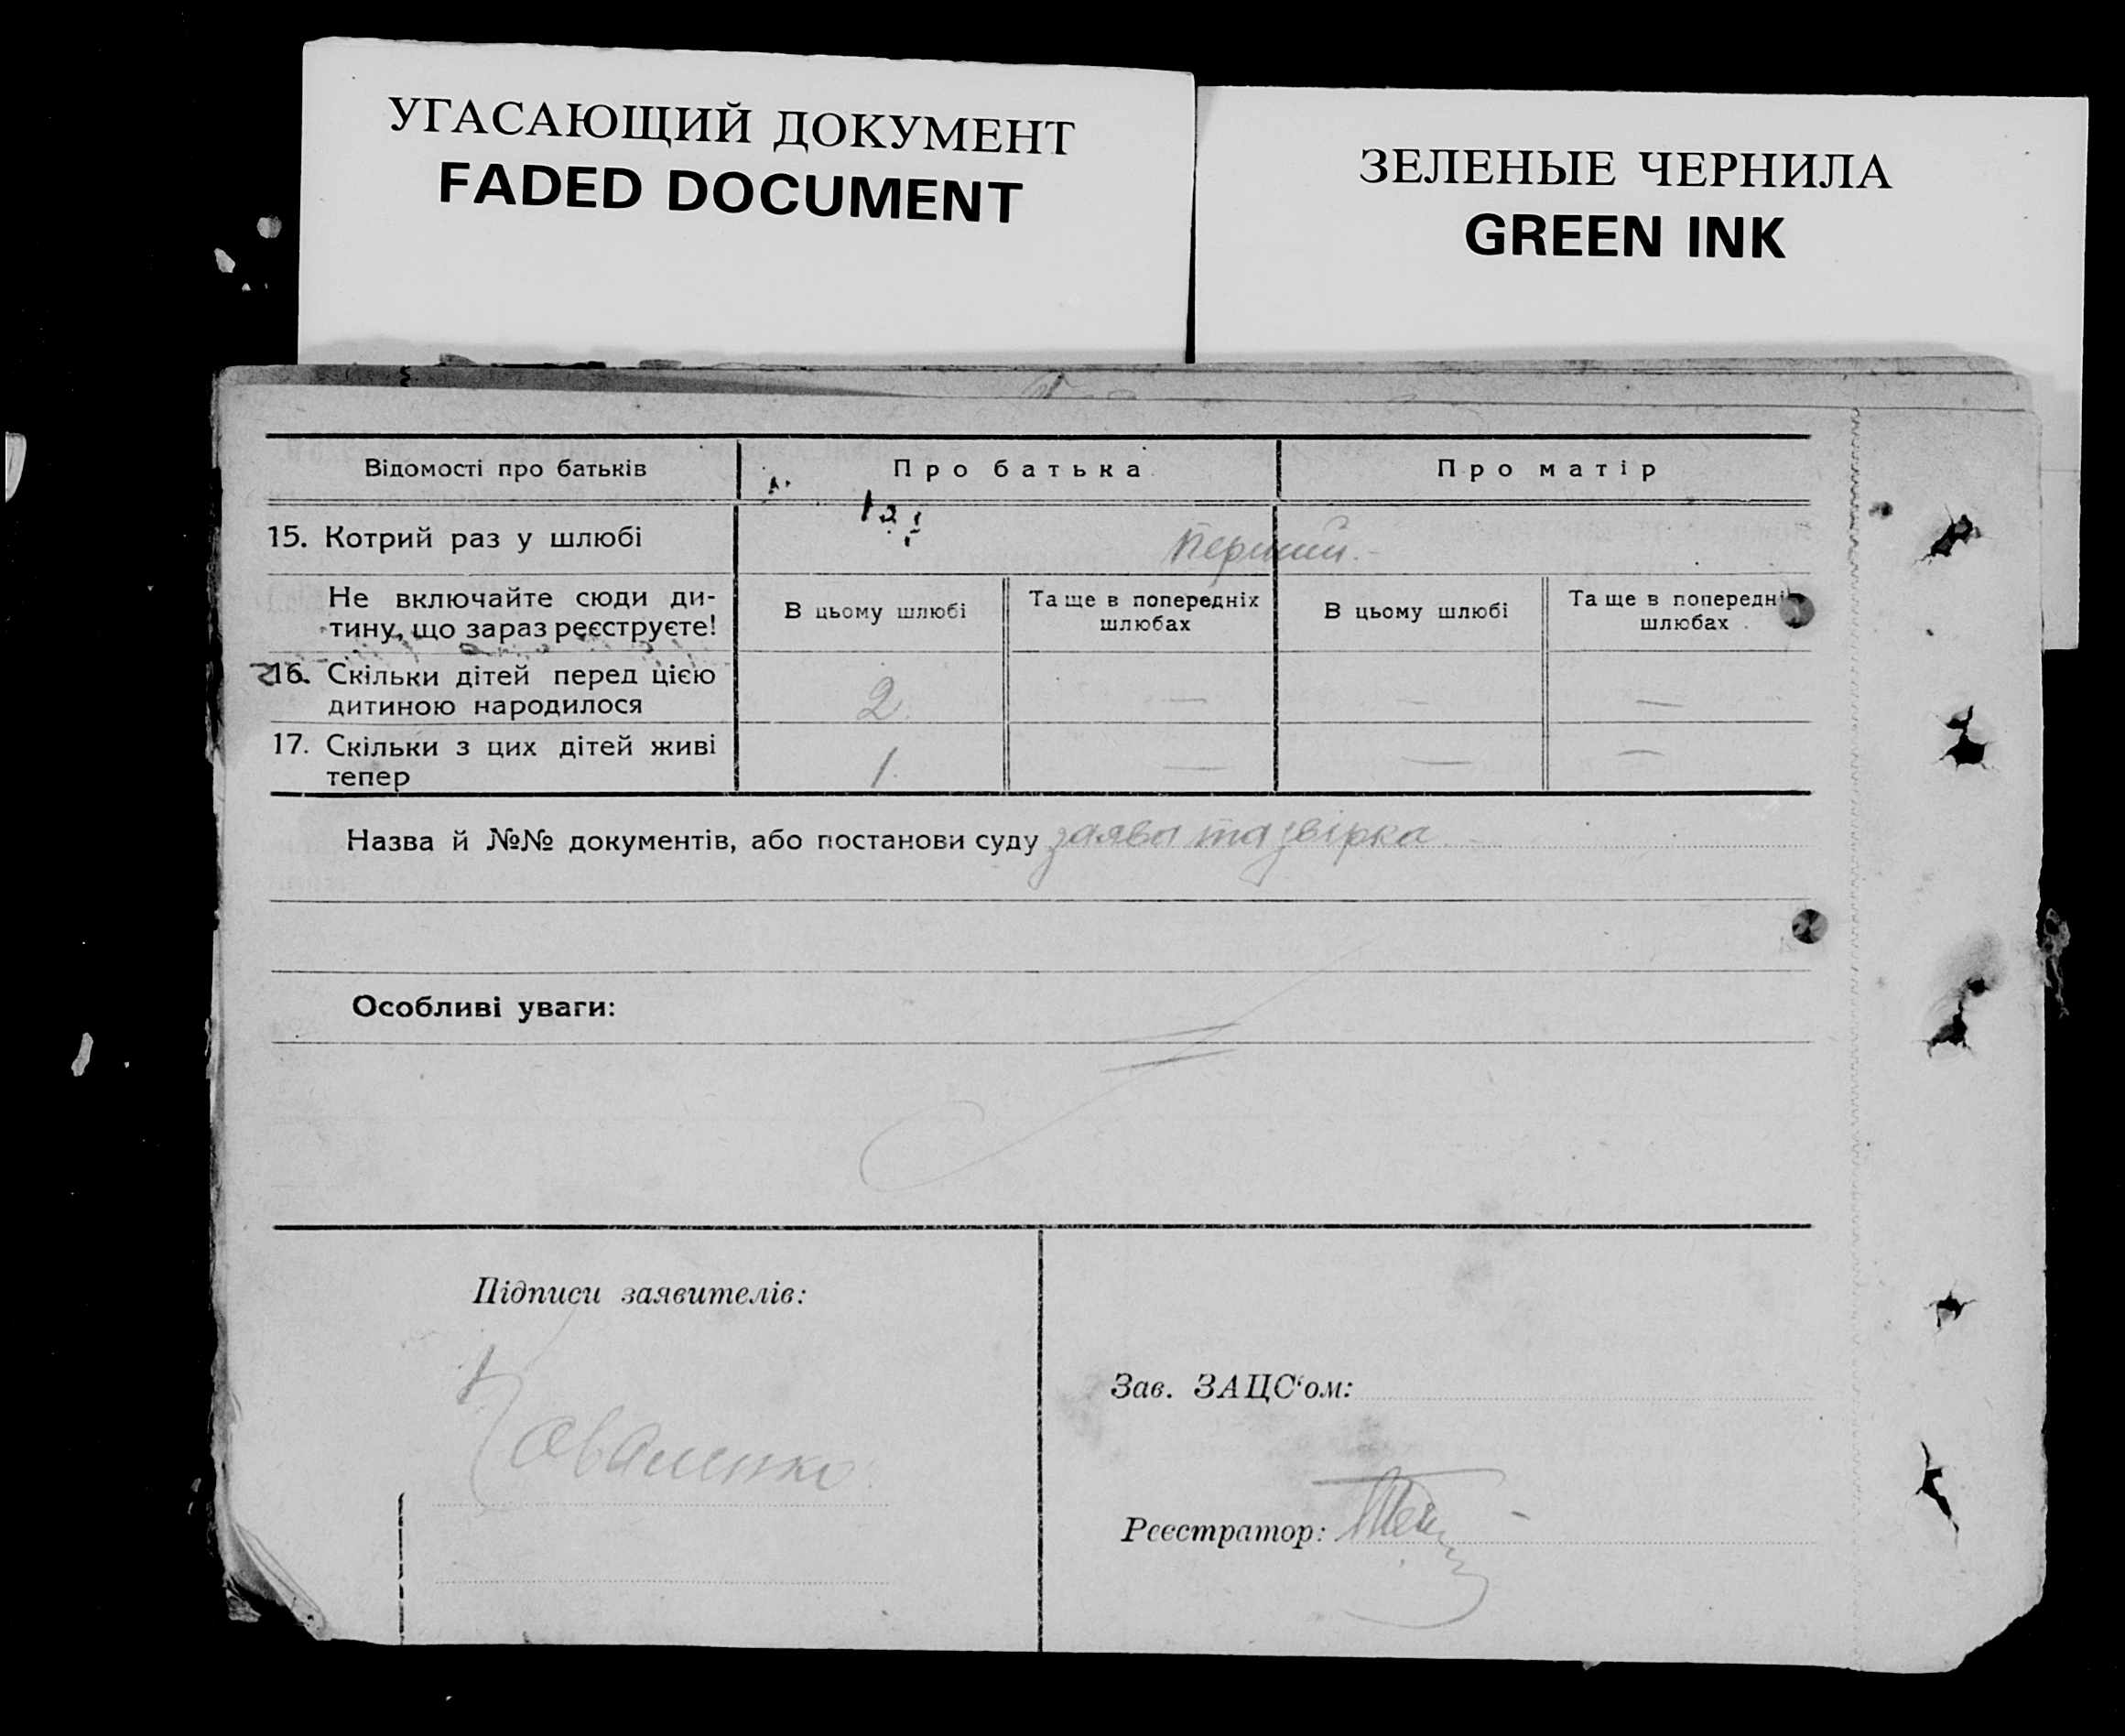 УГАСАЮЩИЙ ДОКУМЕНТ
FADED DOCUMENT
ЗЕЛЕНЫЕ ЧЕРНИЛА
GREEN INK
Відомості про батьків
Про батька
Про матір
15. Котрий раз у шлюбі
перший.-
Не включайте сюди ди-
тину, що зараз реєструєте!
В цьому шлюбі
Та ще в попередніх
шлюбах
В цьому шлюбі
Та ще в попередніх
шлюбах
16. Скільки дітей перед цією
дитиною народилося
2. — — —
17. Скільки з цих дітей живі
тепер
1. — — —
Назва й №№ документів, або постанови суду заява та звірка
Особливі уваги:
Підписи заявителів:
Коваленко
Зав. ЗАЦС‘ом:
Реєстратор: